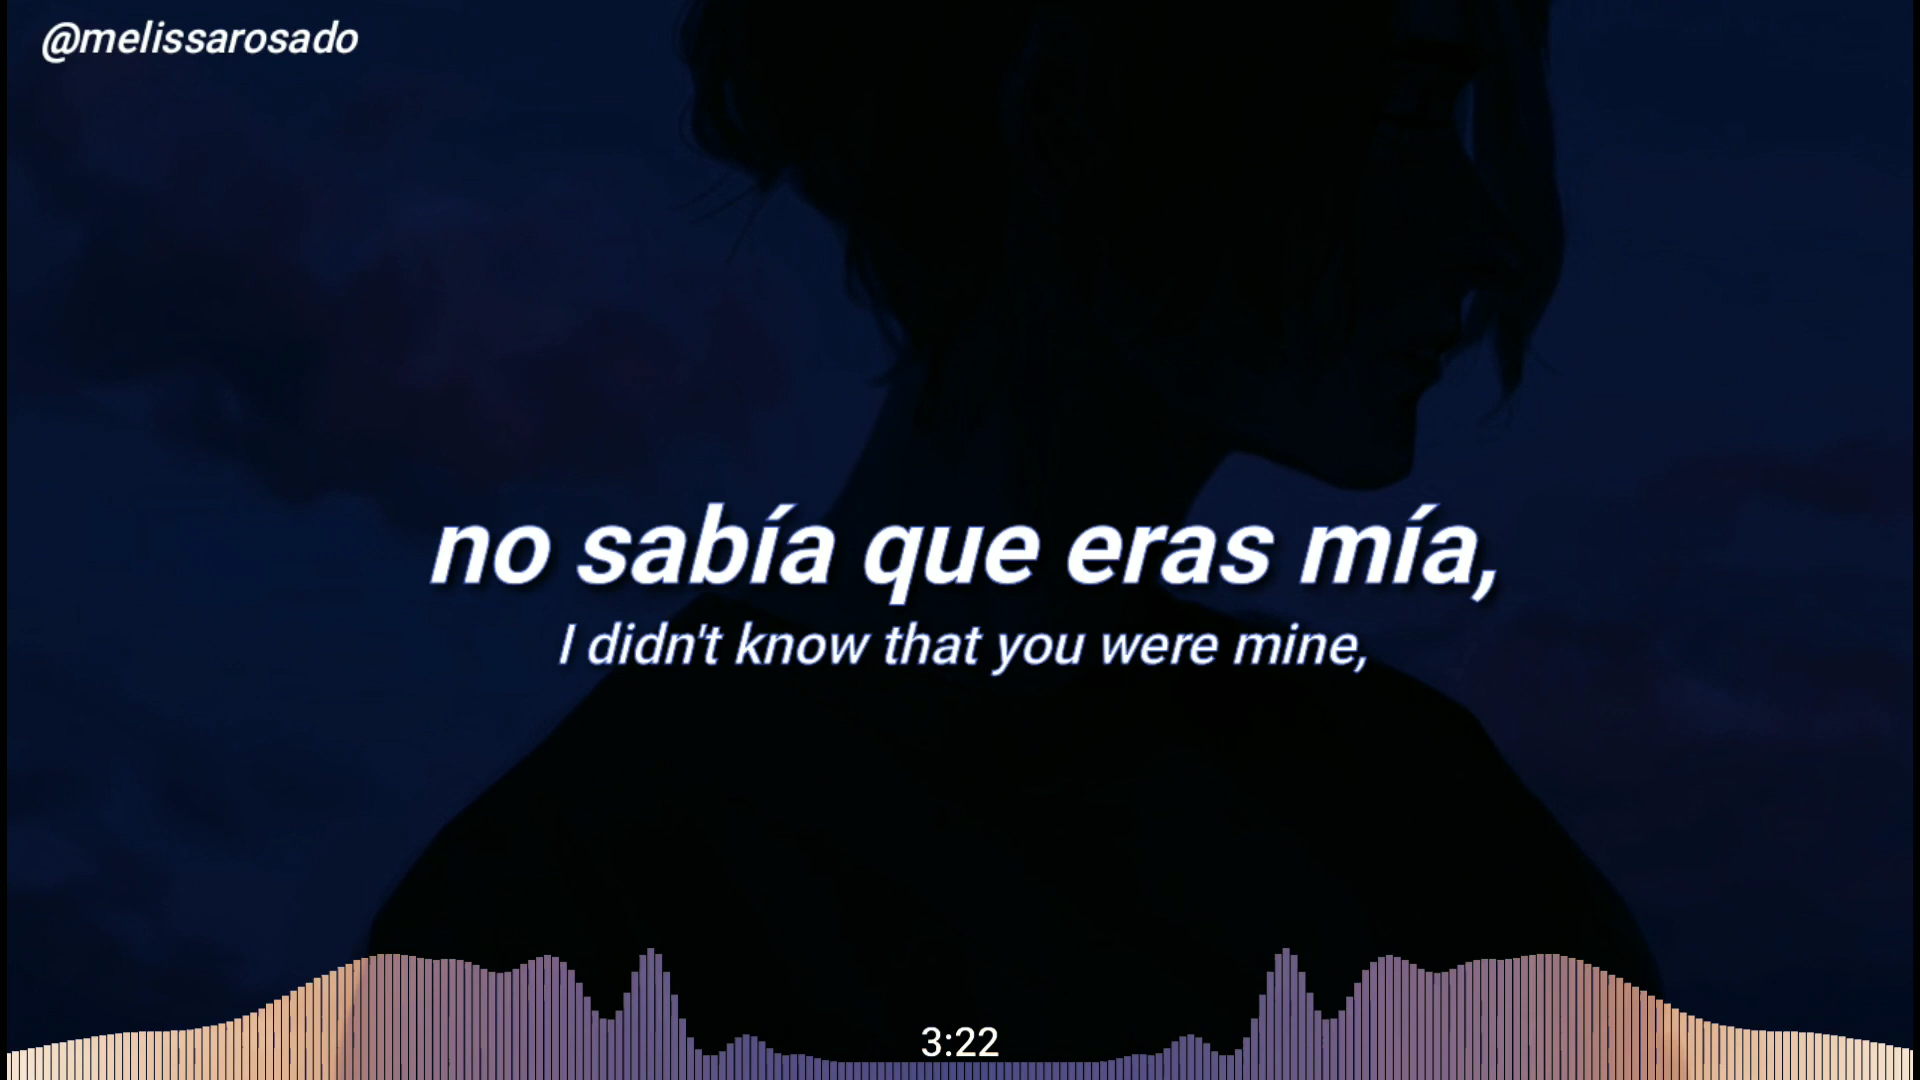 @melissarosado
no sabía que eras mía,
I didn't know that you were mine,
3:22